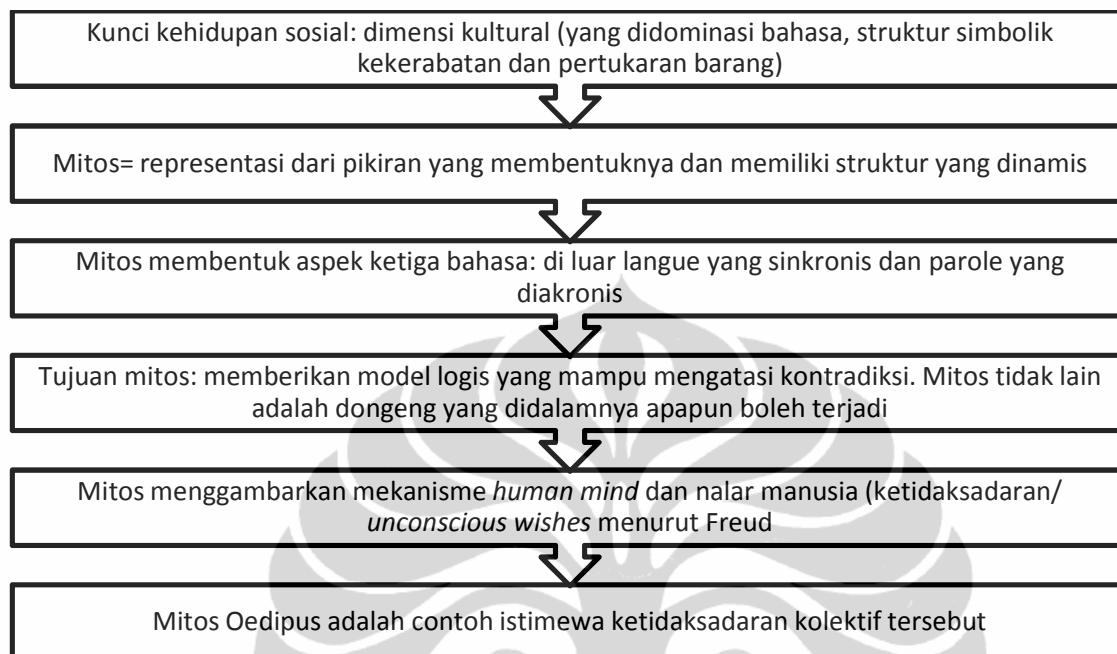 Kunci kehidupan sosial: dimensi kultural (yang didominasi bahasa, struktur simbolik
kekerabatan dan pertukaran barang)
Mitos= representasi dari pikiran yang membentuknya dan memiliki struktur yang dinamis
Mitos membentuk aspek ketiga bahasa: di luar langue yang sinkronis dan parole yang
diakronis
Tujuan mitos: memberikan model logis yang mampu mengatasi kontradiksi. Mitos tidak lain
adalah dongeng yang didalamnya apapun boleh terjadi
Mitos menggambarkan mekanisme human mind dan nalar manusia (ketidaksadaran/
unconscious wishes menurut Freud
Mitos Oedipus adalah contoh istimewa ketidaksadaran kolektif tersebut